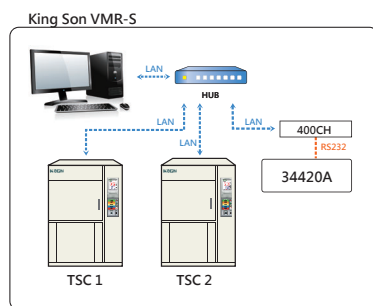 King Son VMR-S
LAN
HUB
LAN
LAN
LAN
400CH
RS232
34420A
TSC 1
TSC 2